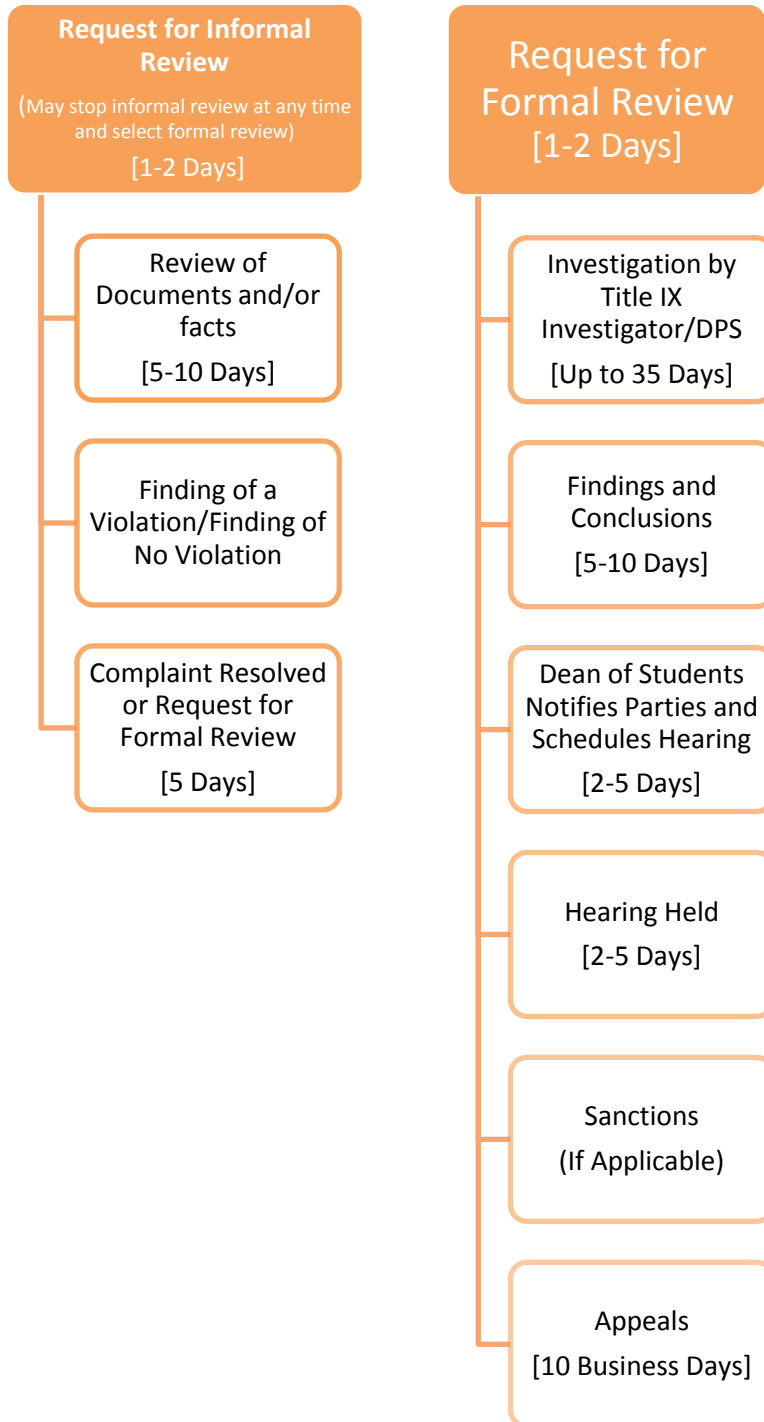 Request for Informal
Review
(May stop informal review at any time
and select formal review)
[1-2 Days]
Review of
Documents and/or
facts
[5-10 Days]
Finding of a
Violation/Finding of
No Violation
Complaint Resolved
or Request for
Formal Review
[5 Days]
Request for
Formal Review
[1-2 Days]
Investigation by
Title IX
Investigator/DPS
[Up to 35 Days]
Findings and
Conclusions
[5-10 Days]
Dean of Students
Notifies Parties and
Schedules Hearing
[2-5 Days]
Hearing Held
[2-5 Days]
Sanctions
(If Applicable)
Appeals
[10 Business Days]